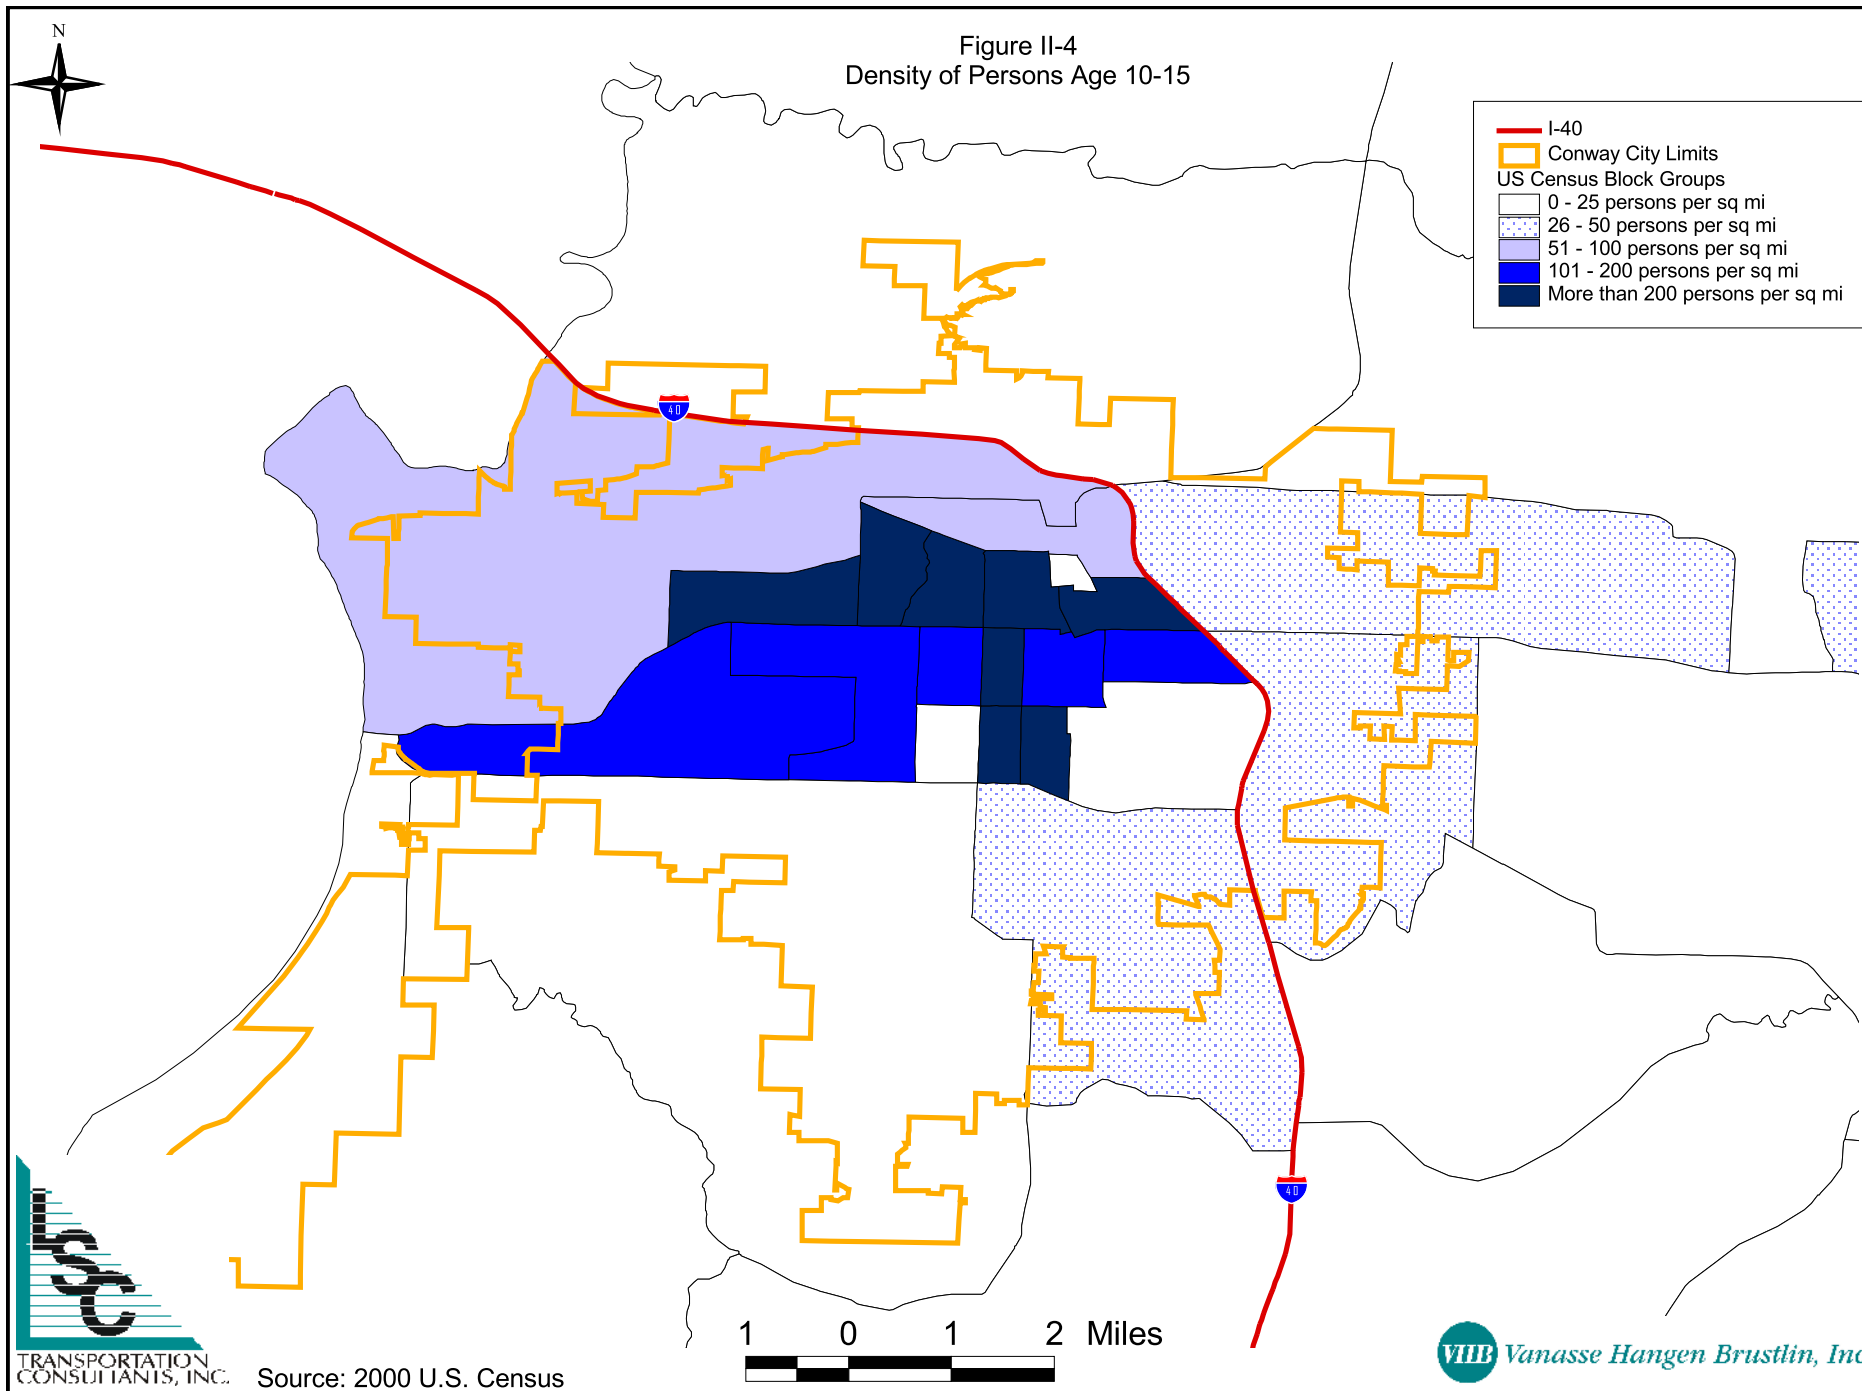 N
Figure II-4
Density of Persons Age 10-15
I-40
Conway City Limits
US Census Block Groups
0 - 25 persons per sq mi
26 - 50 persons per sq mi
51 - 100 persons per sq mi
101 - 200 persons per sq mi
More than 200 persons per sq mi
40
40
LSC
TRANSPORTATION
CONSULTANTS, INC.
Source: 2000 U.S. Census
1 0 1 2 Miles
VHB Vanasse Hangen Brustlin, Inc